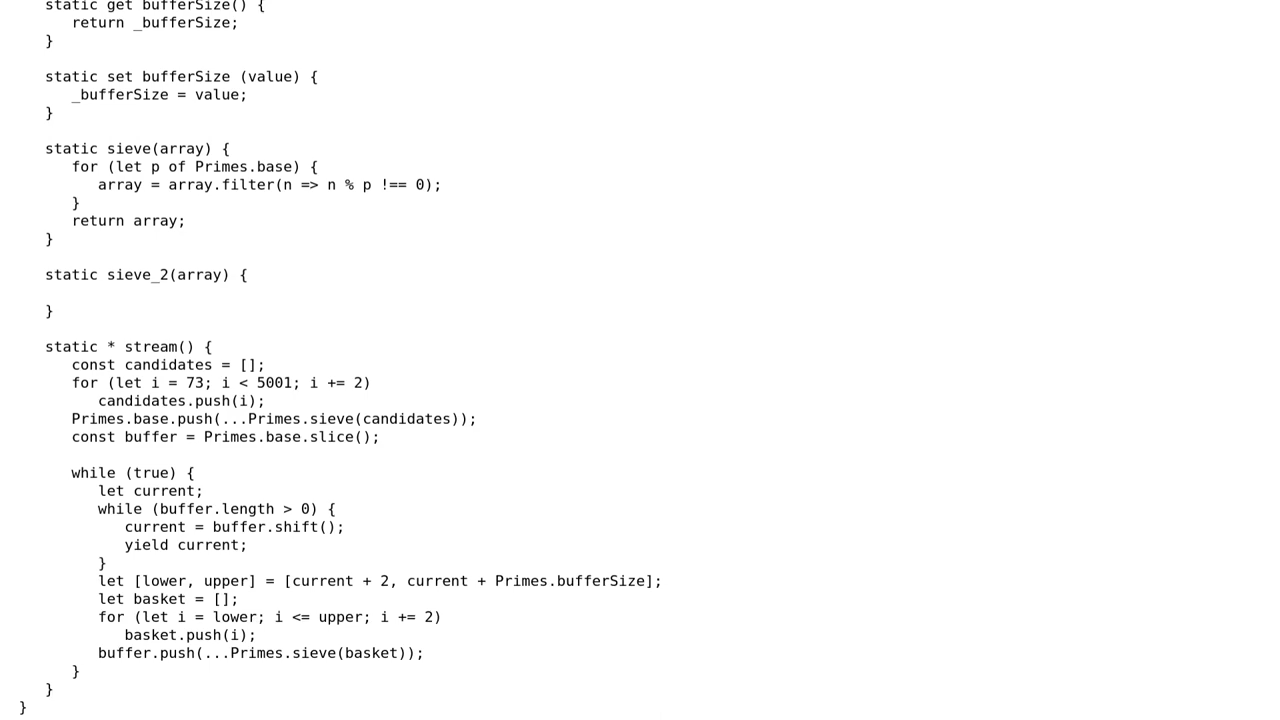 static get bufferSize() {
return _bufferSize;
}
static set bufferSize (value) {
_bufferSize = value;
}
static sieve(array) {
for (let p of Primes.base) {
array = array.filter(n => n % p !== 0);
}
return array;
}
static sieve_2(array) {
}
static * stream() {
const candidates = [];
for (let i = 73; i < 5001; i += 2)
candidates.push(i);
Primes.base.push(...Primes.sieve(candidates));
const buffer = Primes.base.slice();
while (true) {
let current;
while (buffer.length > 0) {
current = buffer.shift();
yield current;
}
let [lower, upper] = [current + 2, current + Primes.bufferSize];
let basket = [];
for (let i = lower; i <= upper; i += 2)
basket.push(i);
buffer.push(...Primes.sieve(basket));
}
}
}